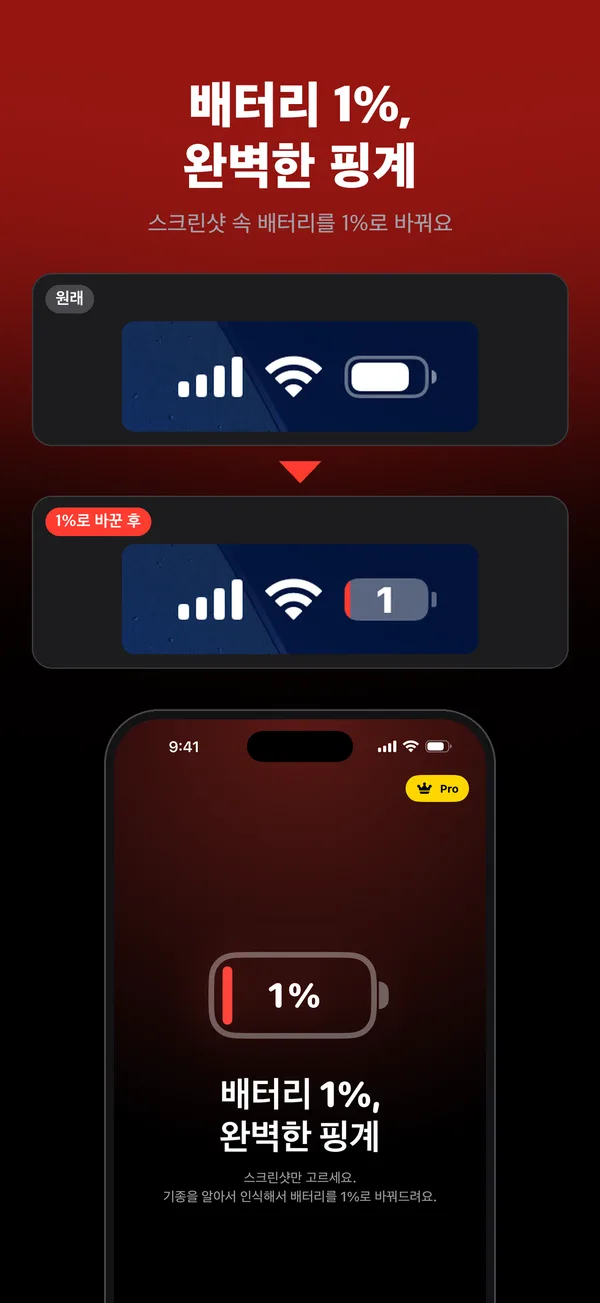 배터리 1%,
완벽한 핑계
스크린샷 속 배터리를 1%로 바꿔요
원래
1%로 바꾼 후
1
9:41
Pro
1%
배터리 1%,
완벽한 핑계
스크린샷만 고르세요.
기종을 알아서 인식해서 배터리를 1%로 바꿔드려요.